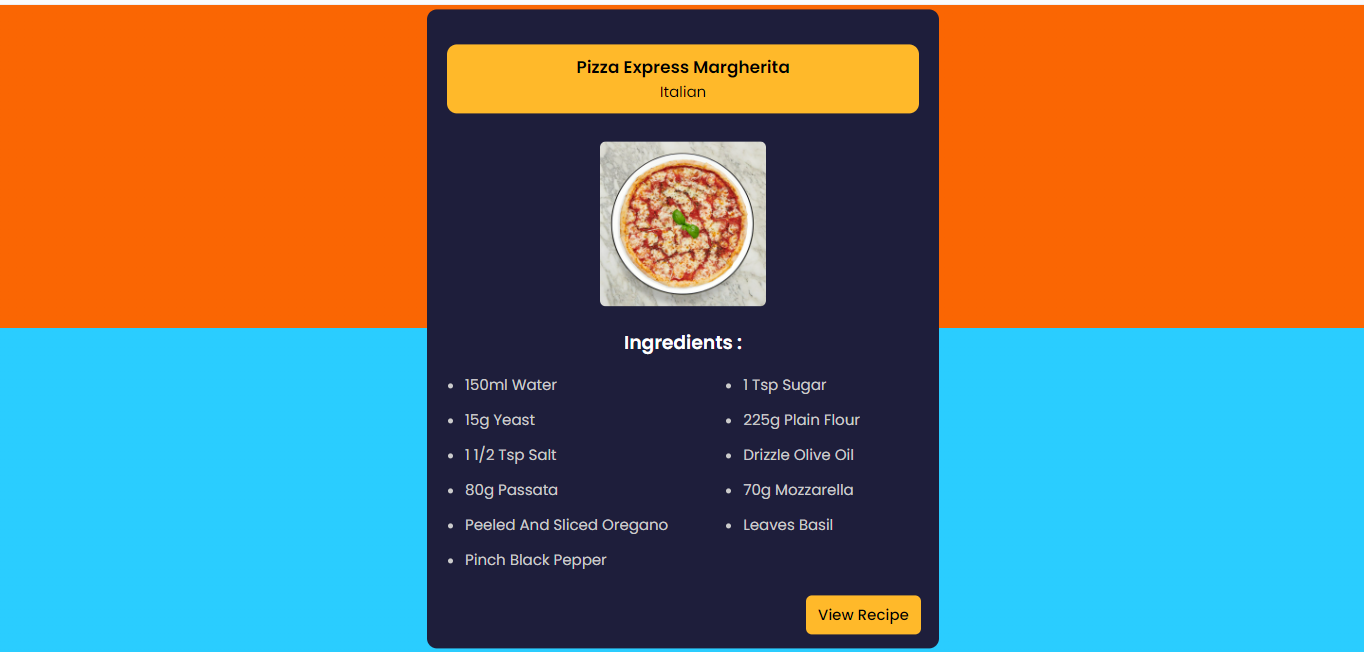 Pizza Express Margherita
Italian
Ingredients :
150ml Water
1 Tsp Sugar
15g Yeast
225g Plain Flour
1 1/2 Tsp Salt
Drizzle Olive Oil
80g Passata
70g Mozzarella
Peeled And Sliced Oregano
Leaves Basil
Pinch Black Pepper
View Recipe